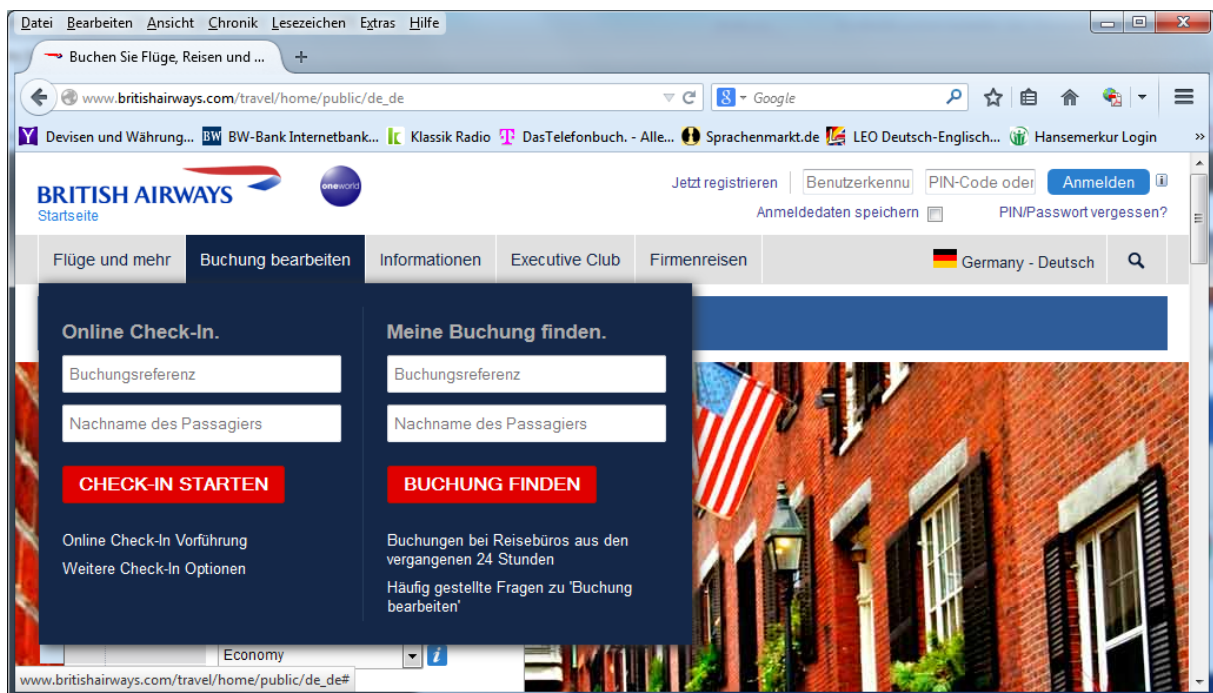 Datei Bearbeiten Ansicht Chronik Lesezeichen Extras Hilfe
Buchen Sie Flüge, Reisen und ... +
www.britishairways.com/travel/home/public/de_de
Google
Devisen und Währung... BW BW-Bank Internetbank... Klassik Radio DasTelefonbuch. - Alle... Sprachenmarkt.de LEO Deutsch-Englisch... Hansemerkur Login »
BRITISH AIRWAYS oneworld
Startseite
Jetzt registrieren Benutzerkennu PIN-Code oder Anmelden i
Anmeldedaten speichern PIN/Passwort vergessen?
Flüge und mehr Buchung bearbeiten Informationen Executive Club Firmenreisen Germany - Deutsch
Online Check-In.
Buchungsreferenz
Nachname des Passagiers
CHECK-IN STARTEN
Online Check-In Vorführung
Weitere Check-In Optionen
Meine Buchung finden.
Buchungsreferenz
Nachname des Passagiers
BUCHUNG FINDEN
Buchungen bei Reisebüros aus den
vergangenen 24 Stunden
Häufig gestellte Fragen zu 'Buchung
bearbeiten'
Economy i
www.britishairways.com/travel/home/public/de_de#